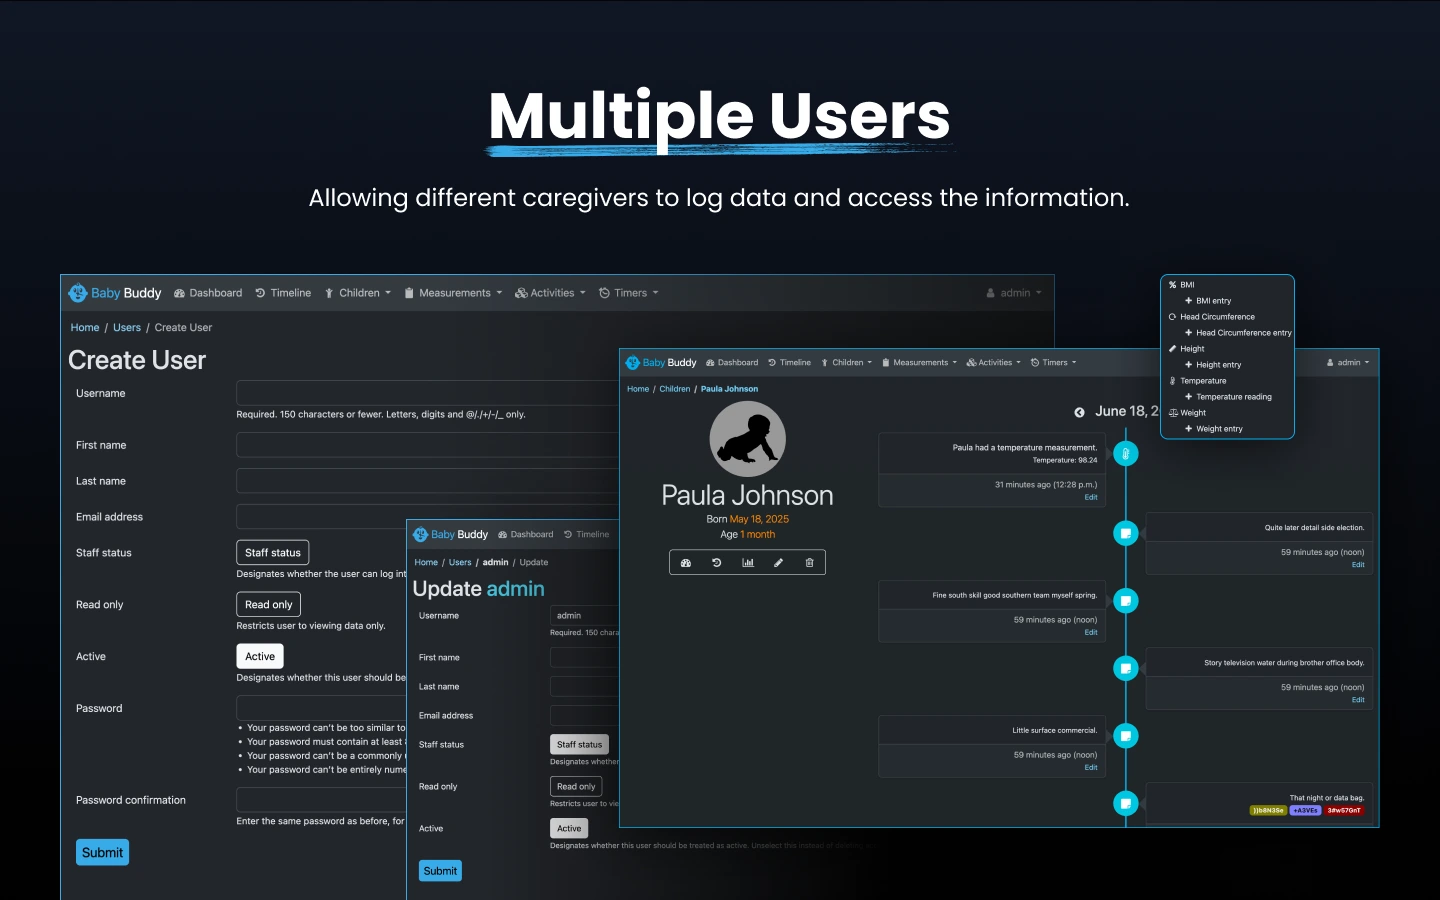 Multiple Users
Allowing different caregivers to log data and access the information.
Baby Buddy Dashboard Timeline Children Measurements Activities Timers admin
Home / Users / Create User
Create User
Username
Required. 150 characters or fewer. Letters, digits and @/./+/-/_ only.
First name
Last name
Email address
Staff status
Staff status
Designates whether the user can log int
Read only
Read only
Restricts user to viewing data only.
Active
Active
Designates whether this user should be
Password
• Your password can't be too similar to
• Your password must contain at least
• Your password can't be a commonly
• Your password can't be entirely nume
Password confirmation
Enter the same password as before, for
Submit
Baby Buddy Dashboard Timeline
Home / Users / admin / Update
Update admin
Username
admin
Required. 150 chara
First name
Last name
Email address
Staff status
Staff status
Designates whether
Read only
Read only
Restricts user to vie
Active
Active
Designates whether this user should be treated as active. Unselect this instead of
Submit
Baby Buddy Dashboard Timeline Children Measurements Activities Timers admin
Home / Children / Paula Johnson
Paula Johnson
Born May 18, 2025
Age 1 month
June 18, 2
Paula had a temperature measurement.
Temperature: 98.24
31 minutes ago (12:28 p.m.)
Edit
Quite later detail side election.
59 minutes ago (noon)
Edit
Fine south skill good southern team myself spring.
59 minutes ago (noon)
Edit
Story television water during brother office body.
59 minutes ago (noon)
Edit
Little surface commercial.
59 minutes ago (noon)
Edit
That night or data bag.
))b8N3Se +A3VEs 3#w57GnT
BMI
BMI entry
Head Circumference
Head Circumference entry
Height
Height entry
Temperature
Temperature reading
Weight
Weight entry